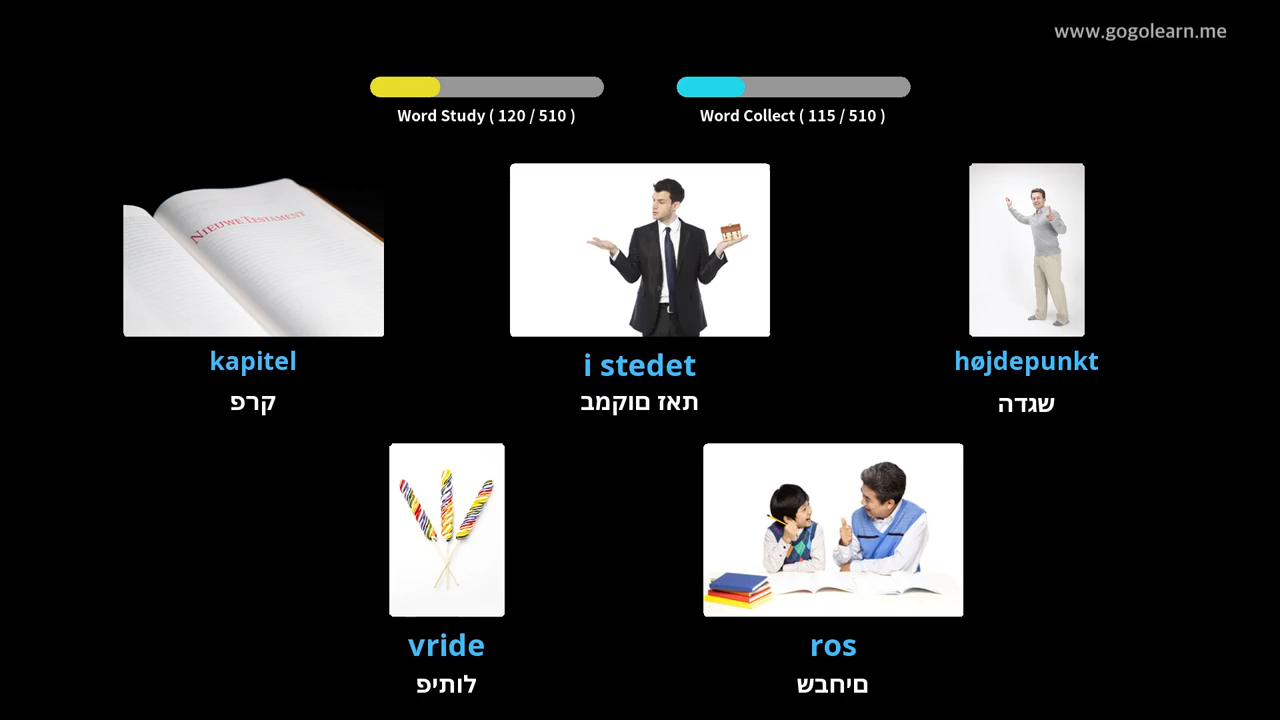 www.gogolearn.me
Word Study ( 120 / 510 )
Word Collect ( 115 / 510 )
NIEUWE TESTAMENT
kapitel
פרק
i stedet
במקום זאת
højdepunkt
הדגש
vride
פיתול
ros
שבחים